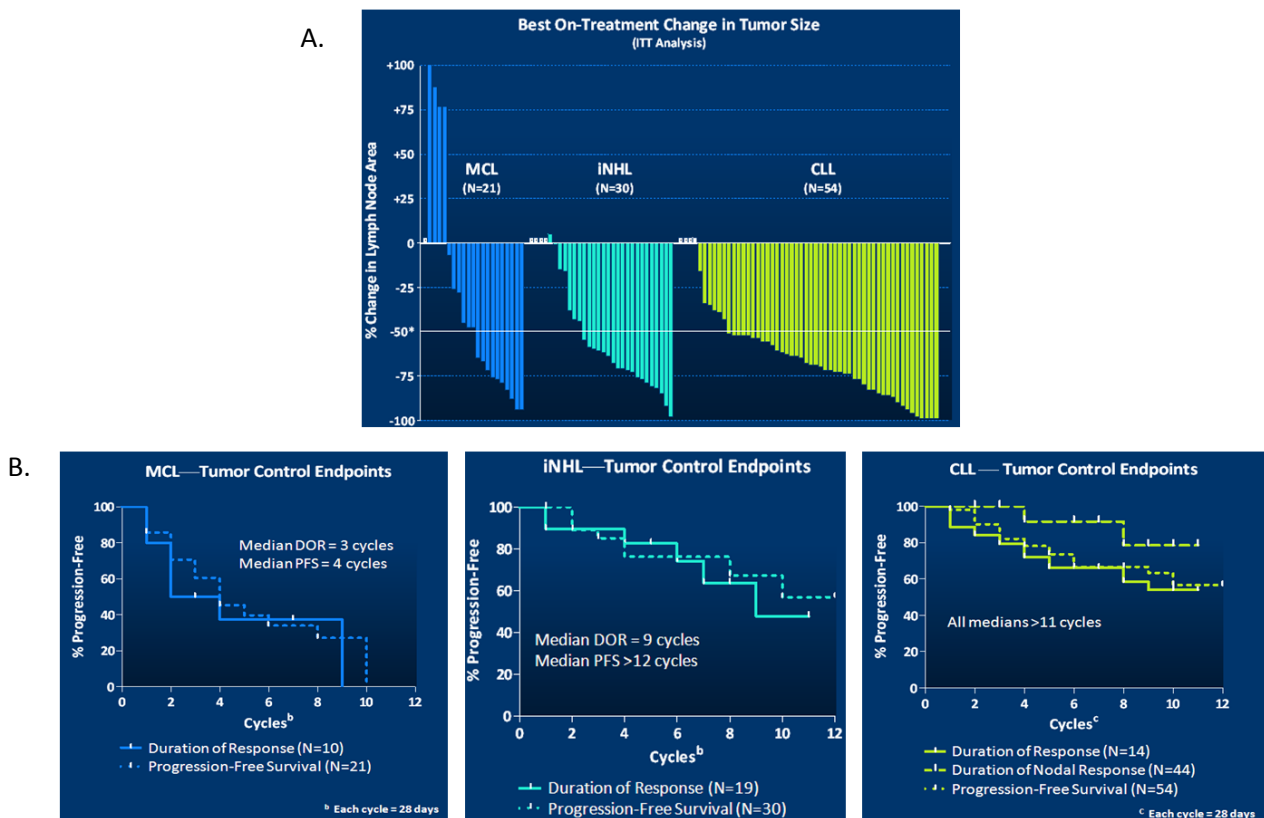 A.
Best On-Treatment Change in Tumor Size
(ITT Analysis)
% Change in Lymph Node Area
+100
+75
+50
+25
0
-25
-50*
-75
-100
MCL
(N=21)
iNHL
(N=30)
CLL
(N=54)
B.
MCL—Tumor Control Endpoints
% Progression-Free
100
80
60
40
20
0
Median DOR = 3 cycles
Median PFS = 4 cycles
0 2 4 6 8 10 12
Cyclesᵇ
Duration of Response (N=10)
Progression-Free Survival (N=21)
ᵇ Each cycle = 28 days
iNHL—Tumor Control Endpoints
% Progression-Free
100
80
60
40
20
0
Median DOR = 9 cycles
Median PFS >12 cycles
0 2 4 6 8 10 12
Cyclesᵇ
Duration of Response (N=19)
Progression-Free Survival (N=30)
CLL — Tumor Control Endpoints
% Progression-Free
100
80
60
40
20
0
All medians >11 cycles
0 2 4 6 8 10 12
Cyclesᶜ
Duration of Response (N=14)
Duration of Nodal Response (N=44)
Progression-Free Survival (N=54)
ᶜ Each cycle = 28 days